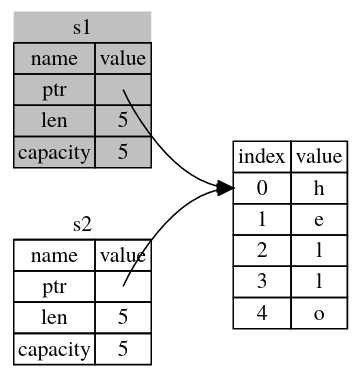 s1
name value
ptr
len 5
capacity 5
s2
name value
ptr
len 5
capacity 5
index value
0 h
1 e
2 l
3 l
4 o